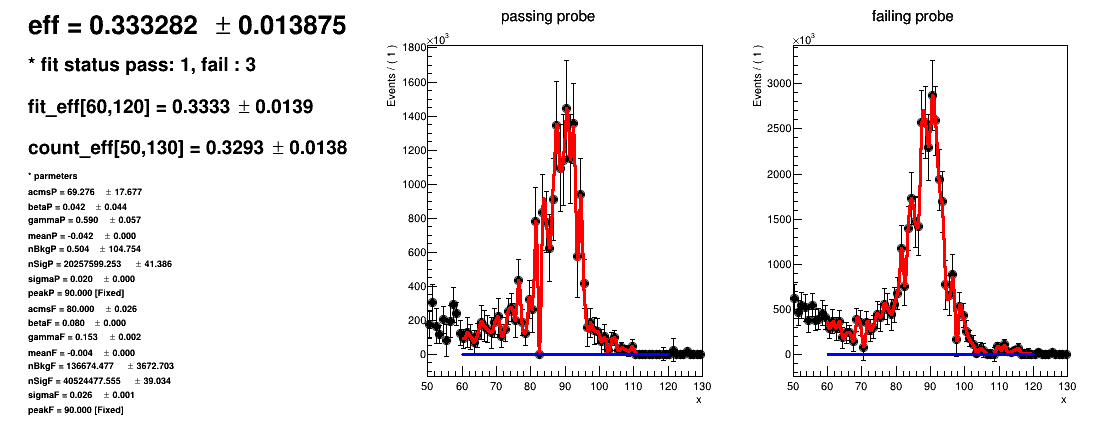 eff = 0.333282 ± 0.013875
* fit status pass: 1, fail : 3
fit_eff[60,120] = 0.3333 ± 0.0139
count_eff[50,130] = 0.3293 ± 0.0138
* parmeters
acmsP = 69.276 ± 17.677
betaP = 0.042 ± 0.044
gammaP = 0.590 ± 0.057
meanP = -0.042 ± 0.000
nBkgP = 0.504 ± 104.754
nSigP = 20257599.253 ± 41.386
sigmaP = 0.020 ± 0.000
peakP = 90.000 [Fixed]
acmsF = 80.000 ± 0.026
betaF = 0.080 ± 0.000
gammaF = 0.153 ± 0.002
meanF = -0.004 ± 0.000
nBkgF = 136674.477 ± 3672.703
nSigF = 40524477.555 ± 39.034
sigmaF = 0.026 ± 0.001
peakF = 90.000 [Fixed]
passing probe
×10³
Events / ( 1 )
1800
1600
1400
1200
1000
800
600
400
200
0
50 60 70 80 90 100 110 120 130
x
failing probe
×10³
Events / ( 1 )
3000
2500
2000
1500
1000
500
0
50 60 70 80 90 100 110 120 130
x